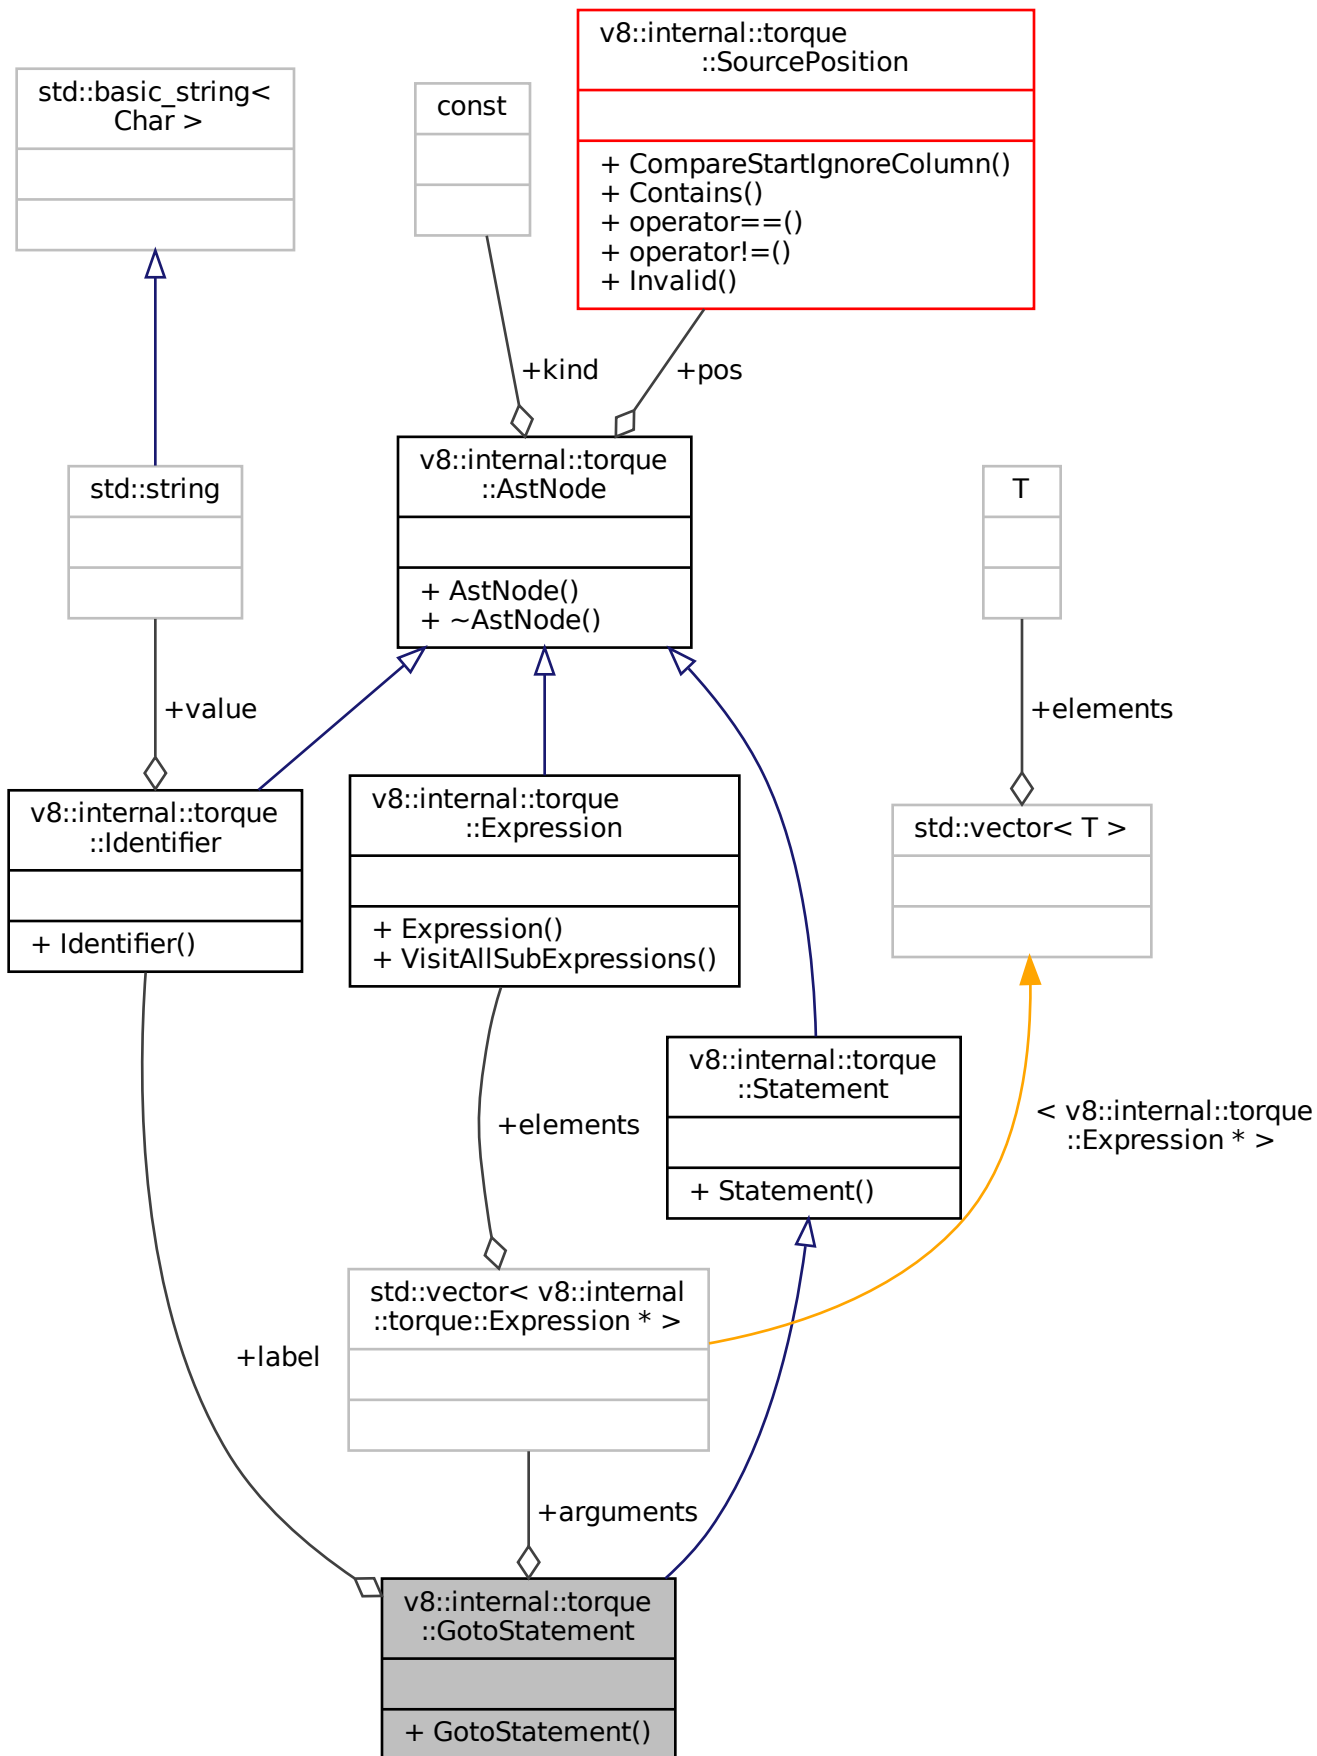 v8::internal::torque
::SourcePosition
+ CompareStartIgnoreColumn()
+ Contains()
+ operator==()
+ operator!=()
+ Invalid()
std::basic_string<
Char >
const
+kind
+pos
v8::internal::torque
::AstNode
+ AstNode()
+ ~AstNode()
std::string
T
+value
+elements
v8::internal::torque
::Identifier
+ Identifier()
v8::internal::torque
::Expression
+ Expression()
+ VisitAllSubExpressions()
std::vector< T >
v8::internal::torque
::Statement
+ Statement()
+elements
< v8::internal::torque
::Expression * >
std::vector< v8::internal
::torque::Expression * >
+label
+arguments
v8::internal::torque
::GotoStatement
+ GotoStatement()